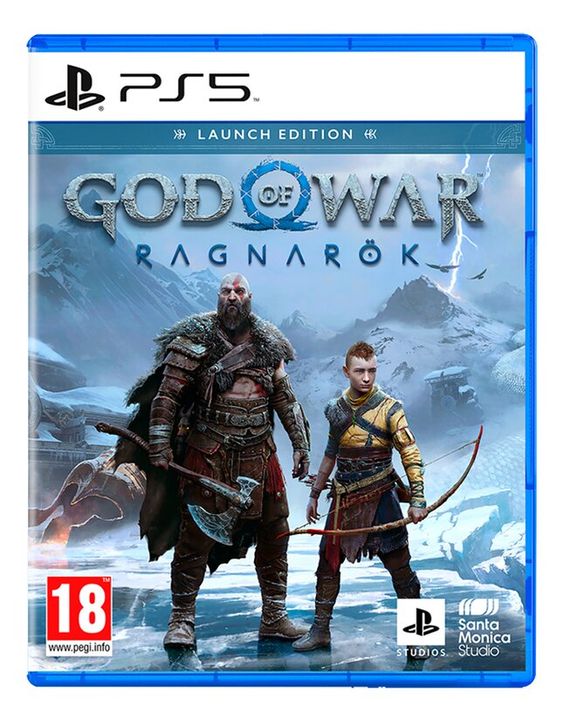 PS5
LAUNCH EDITION
GOD OF WAR
RAGNARÖK
18
www.pegi.info
STUDIOS
Santa
Monica
Studio